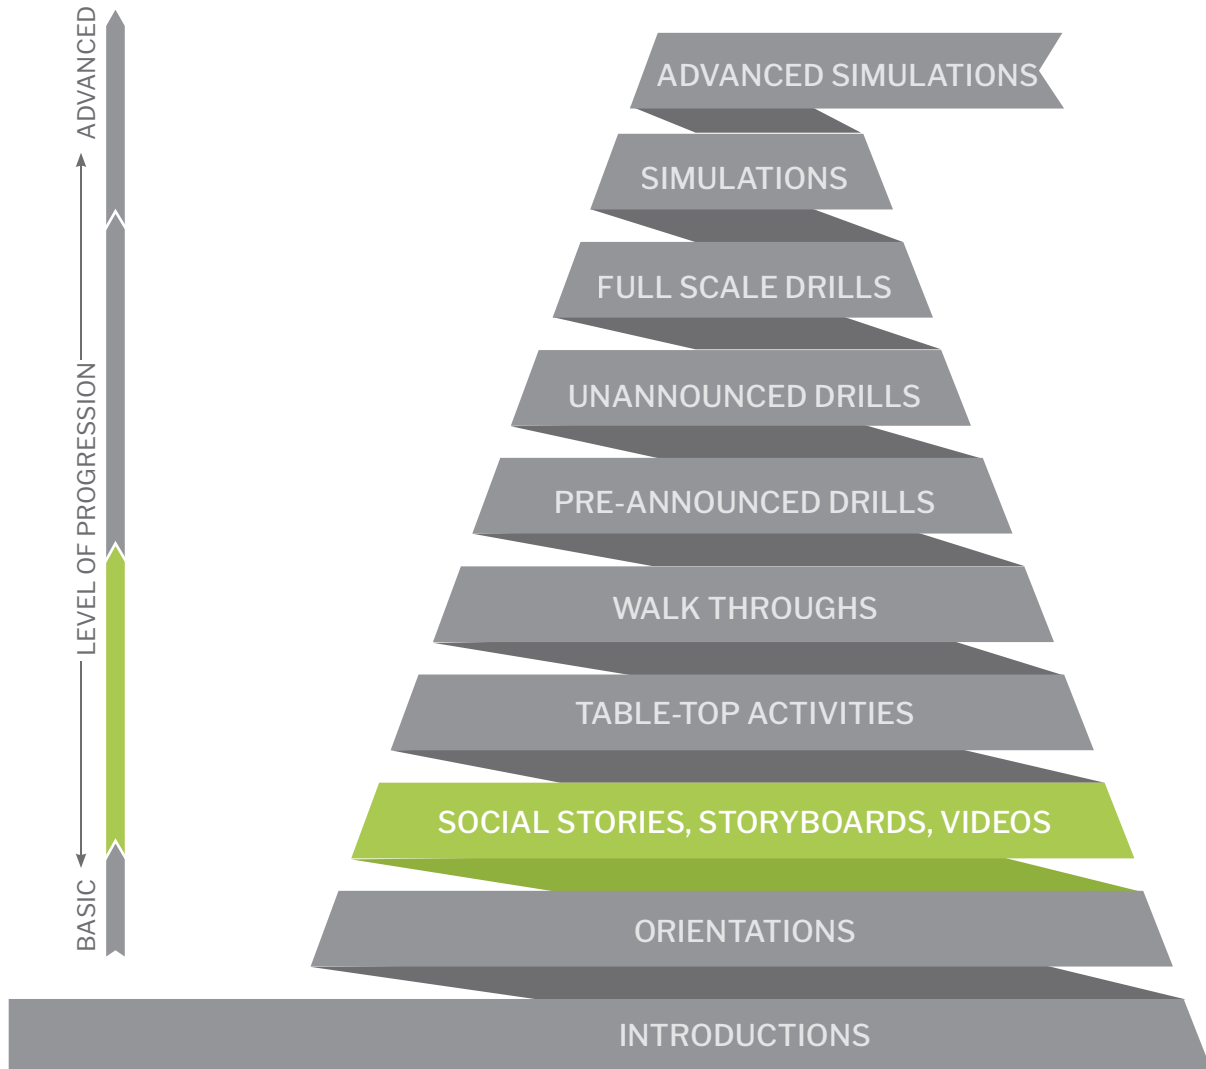 ADVANCED
LEVEL OF PROGRESSION
BASIC
ADVANCED SIMULATIONS
SIMULATIONS
FULL SCALE DRILLS
UNANNOUNCED DRILLS
PRE-ANNOUNCED DRILLS
WALK THROUGHS
TABLE-TOP ACTIVITIES
SOCIAL STORIES, STORYBOARDS, VIDEOS
ORIENTATIONS
INTRODUCTIONS